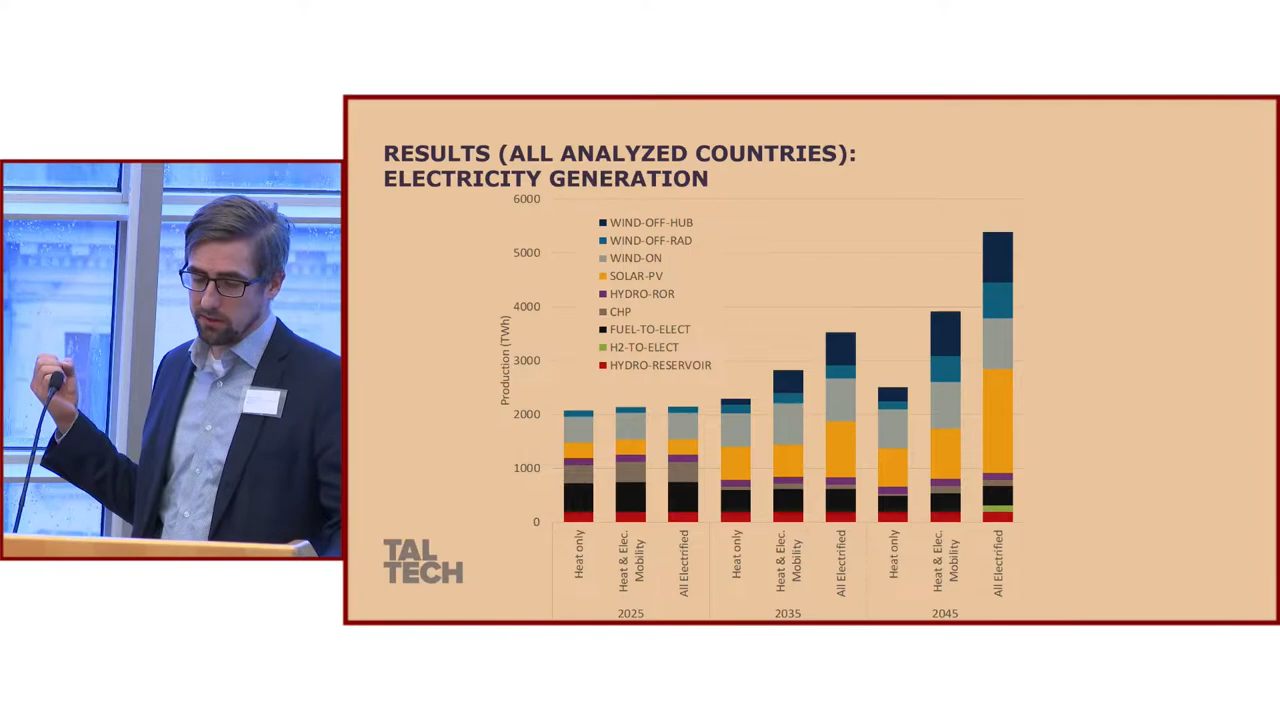 RESULTS (ALL ANALYZED COUNTRIES):
ELECTRICITY GENERATION
6000
5000
4000
3000
2000
1000
0
Production (TWh)
WIND-OFF-HUB
WIND-OFF-RAD
WIND-ON
SOLAR-PV
HYDRO-ROR
CHP
FUEL-TO-ELECT
H2-TO-ELECT
HYDRO-RESERVOIR
Heat only
Heat & Elec.
Mobility
All Electrified
Heat only
Heat & Elec.
Mobility
All Electrified
Heat only
Heat & Elec.
Mobility
All Electrified
2025
2035
2045
TAL
TECH